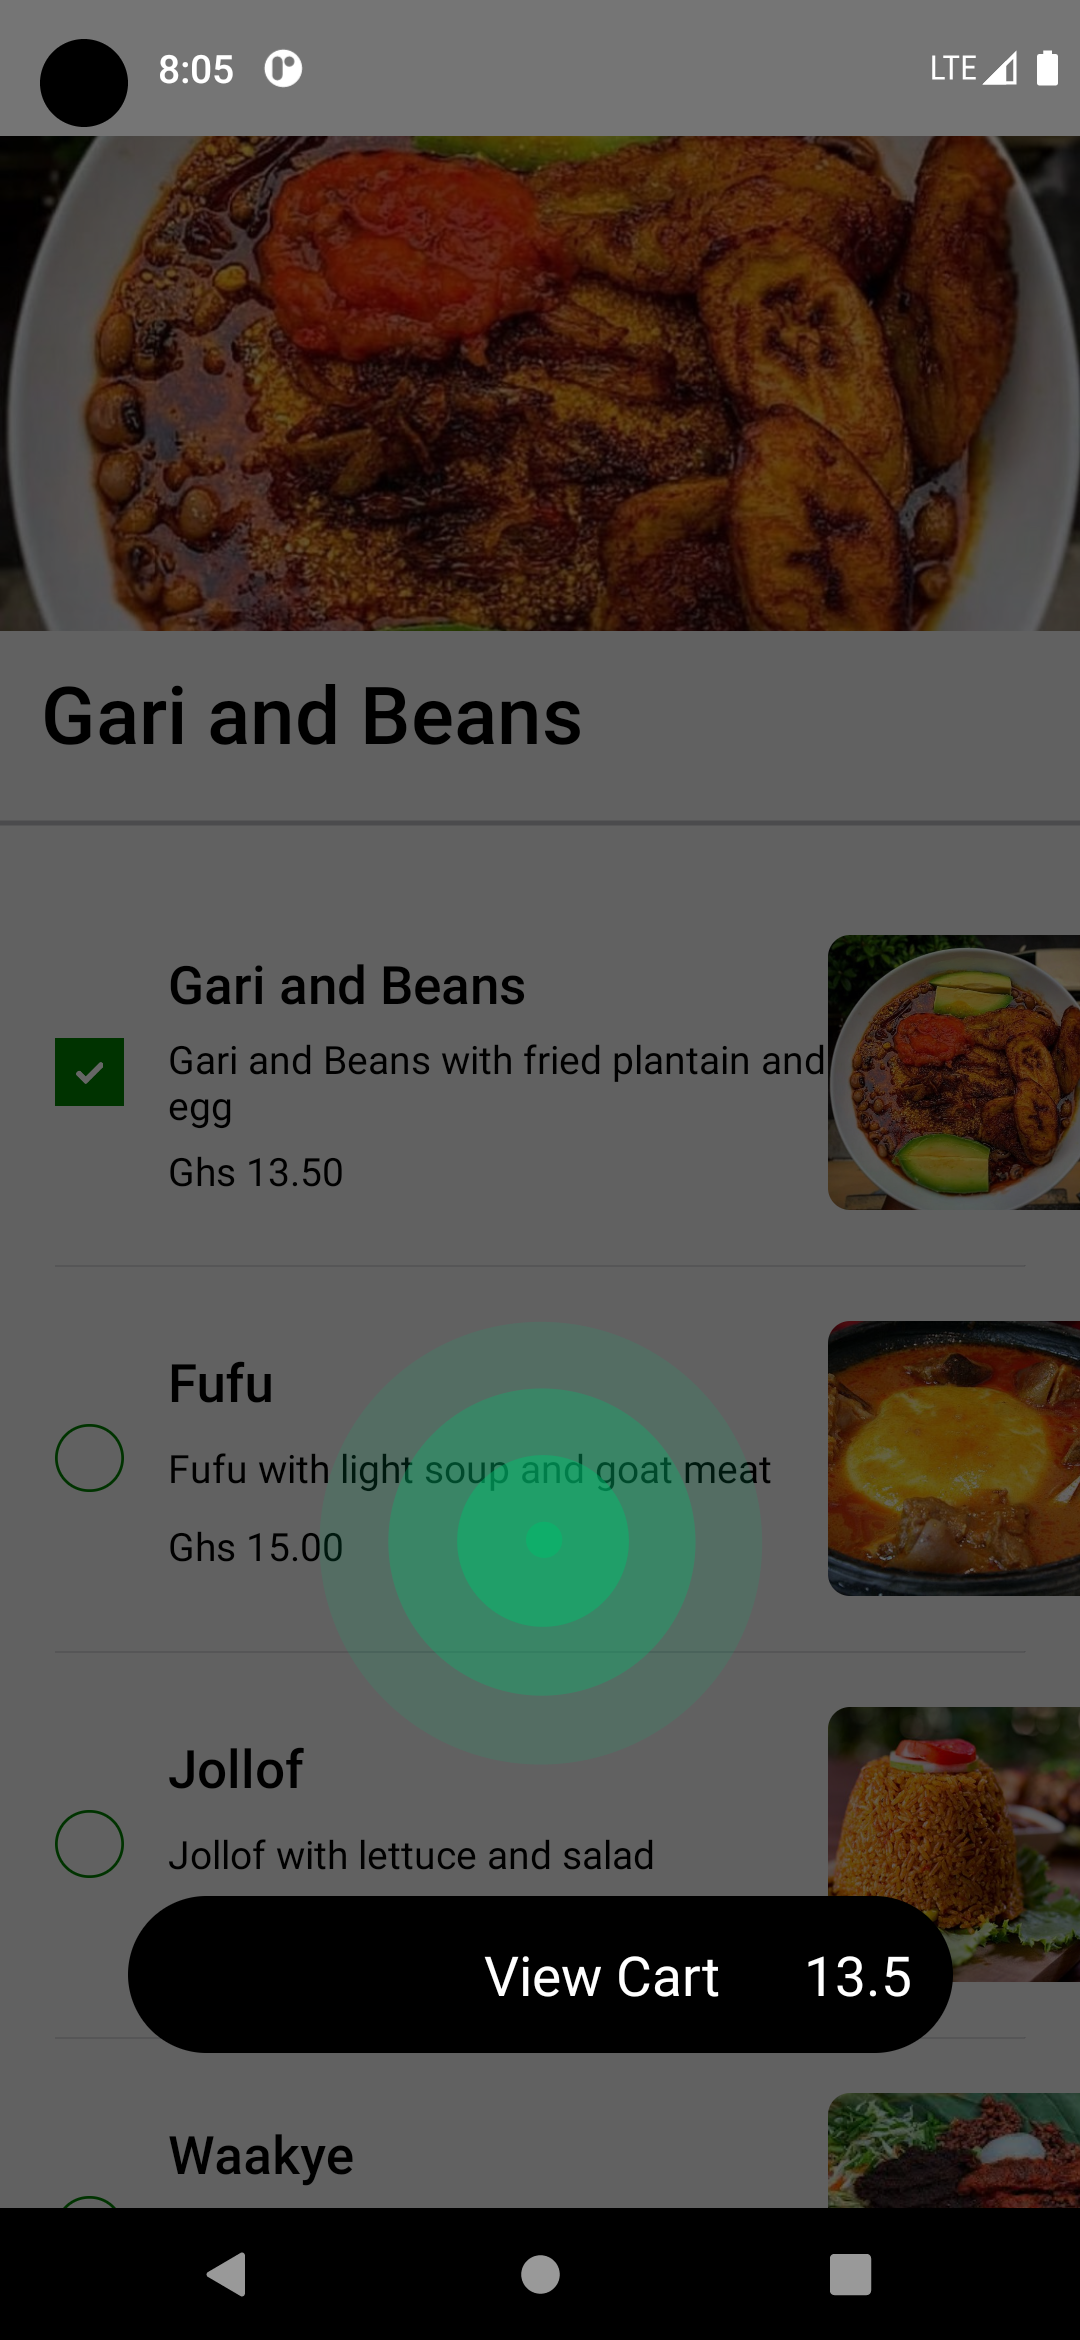 8:05
LTE
Gari and Beans
Gari and Beans
Gari and Beans with fried plantain and
egg
Ghs 13.50
Fufu
Fufu with light soup and goat meat
Ghs 15.00
Jollof
Jollof with lettuce and salad
View Cart 13.5
Waakye